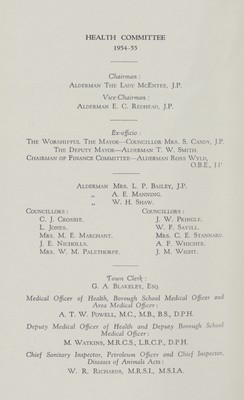 HEALTH COMMITTEE
1954-55
Chairman:
ALDERMAN THE LADY MCENTEE, J.P.
Vice-Chairman:
ALDERMAN E. C. REDHEAD, J.P.
Ex-officio:
THE WORSHIPFUL THE MAYOR—COUNCILLOR MRS. S. CANDY, J.P.
THE DEPUTY MAYOR—ALDERMAN T. W. SMITH.
CHAIRMAN OF FINANCE COMMITTEE—ALDERMAN ROSS WYLD,
O.B.E., J.P.
ALDERMAN MRS. L. P. BAILEY, J.P.
„ A. E. MANNING.
„ W. H. SHAW.
COUNCILLORS: COUNCILLORS:
C. J. CROSBIE. J. W. PRINGLE.
L. JONES. W. F. SAVILL.
MRS. M. E. MARCHANT. MRS. C. E. STANNARD.
J. E. NICHOLLS. A. F. WHICHER.
MRS. W. M. PALETHORPE. J. M. WIGHT.
Town Clerk:
G. A. BLAKELEY, ESQ.
Medical Officer of Health, Borough School Medical Officer and
Area Medical Officer:
A. T. W. POWELL, M.C., M.B., B.S., D.P.H.
Deputy Medical Officer of Health and Deputy Borough School
Medical Officer:
M. WATKINS, M.R.C.S., L.R.C.P., D.P.H.
Chief Sanitary Inspector, Petroleum Officer and Chief Inspector,
Diseases of Animals Acts:
W. R. RICHARDS, M.R.S.I., M.S.I.A.